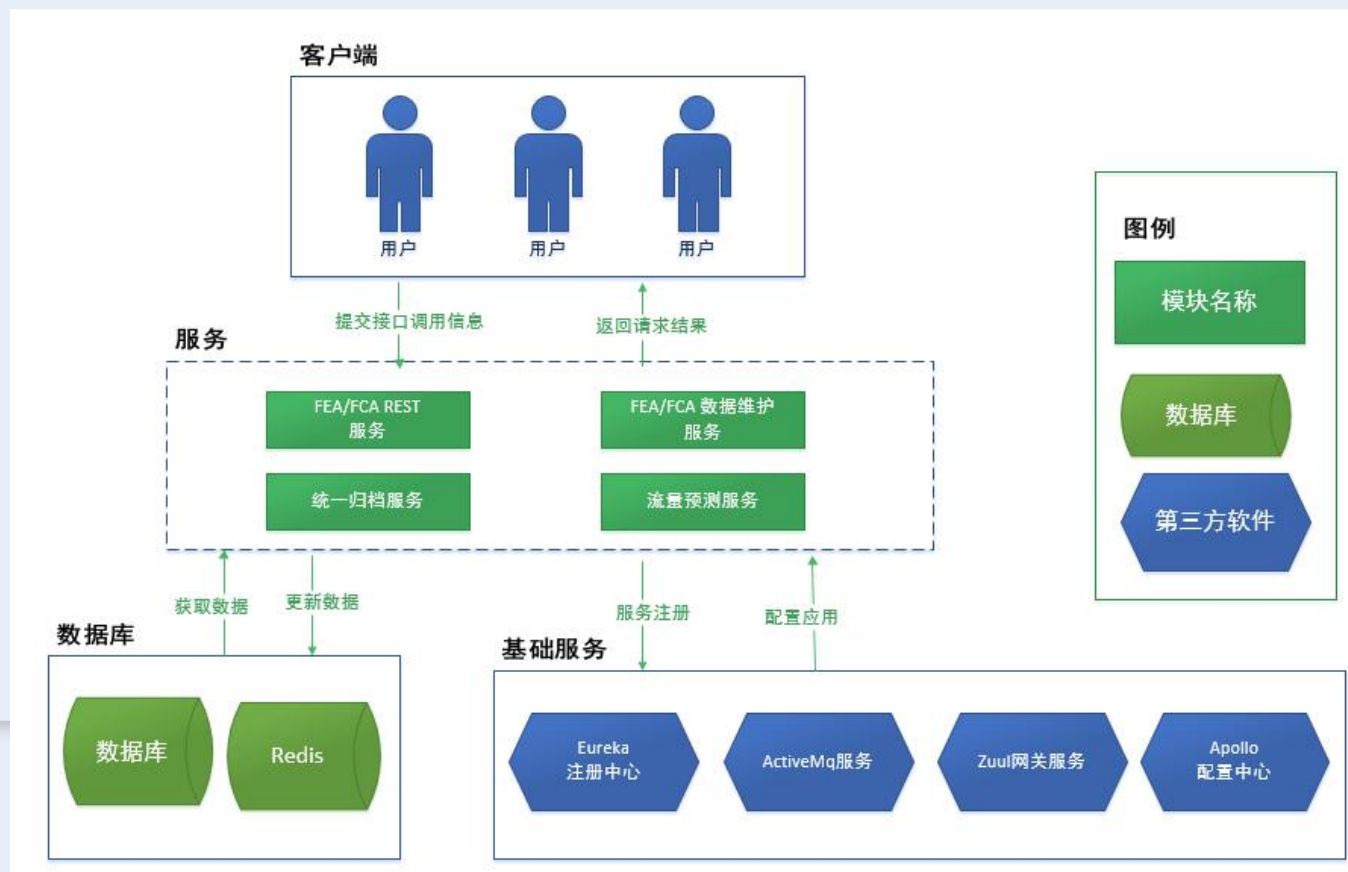 客户端
用户
用户
用户
提交接口调用信息
返回请求结果
服务
FEA/FCA REST
服务
FEA/FCA 数据维护
服务
统一归档服务
流量预测服务
获取数据
更新数据
服务注册
配置应用
数据库
数据库
Redis
基础服务
Eureka
注册中心
ActiveMq服务
Zuul网关服务
Apollo
配置中心
图例
模块名称
数据库
第三方软件